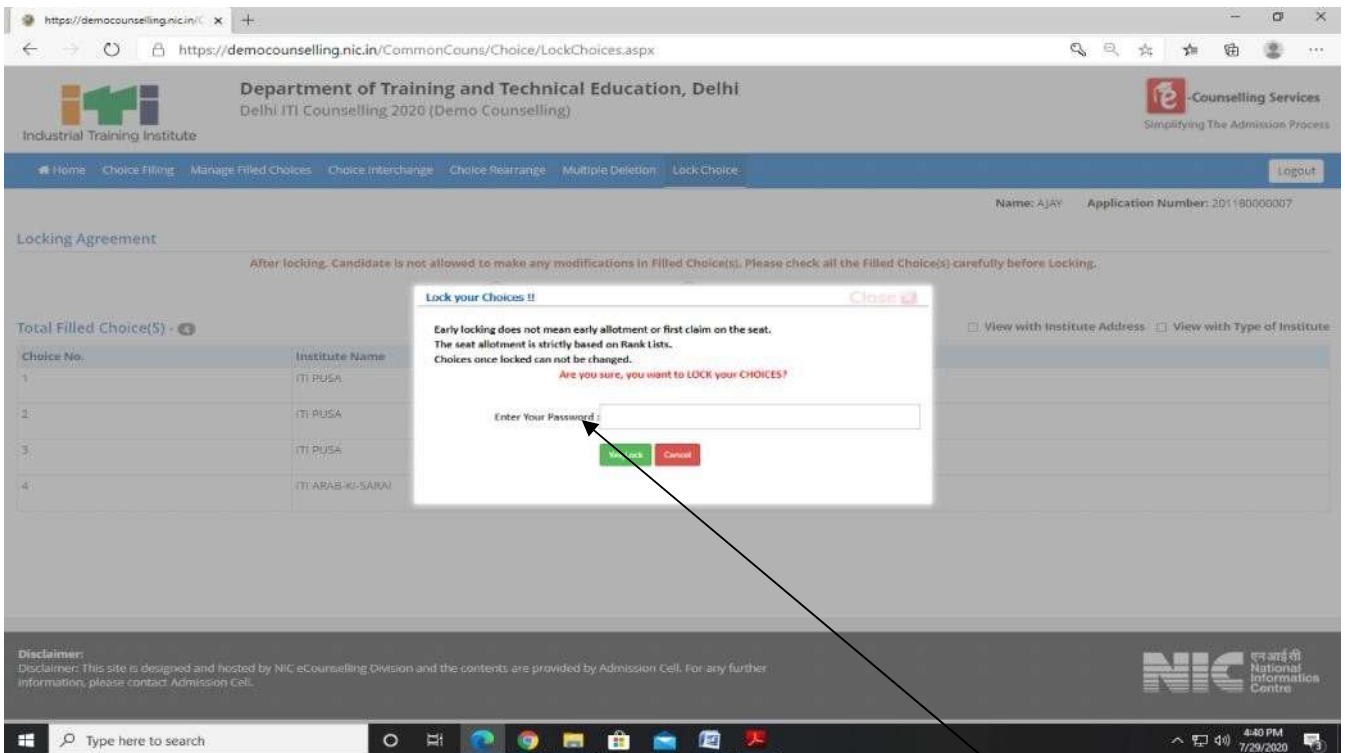 https://democounselling.nic.in/C
https://democounselling.nic.in/CommonCouns/Choice/LockChoices.aspx
Industrial Training Institute
Department of Training and Technical Education, Delhi
Delhi ITI Counselling 2020 (Demo Counselling)
e-Counselling Services
Simplifying The Admission Process
Home Choice Filling Manage Filled Choices Choice Interchange Choice Rearrange Multiple Deletion Lock Choice Logout
Name: AJAY Application Number: 201180000007
Locking Agreement
After locking, Candidate is not allowed to make any modifications in Filled Choice(s). Please check all the Filled Choice(s) carefully before Locking.
Lock your Choices !! Close
Early locking does not mean early allotment or first claim on the seat.
The seat allotment is strictly based on Rank Lists.
Choices once locked can not be changed.
Are you sure, you want to LOCK your CHOICES?
Enter Your Password :
Yes Lock Cancel
Total Filled Choice(S) - 4 View with Institute Address View with Type of Institute
Choice No. Institute Name
1 ITI PUSA
2 ITI PUSA
3 ITI PUSA
4 ITI ARAB-KI-SARAI
Disclaimer:
Disclaimer: This site is designed and hosted by NIC eCounselling Division and the contents are provided by Admission Cell. For any further
information, please contact Admission Cell.
NIC
एन आई सी
National
Informatics
Centre
Type here to search
4:40 PM
7/29/2020
3